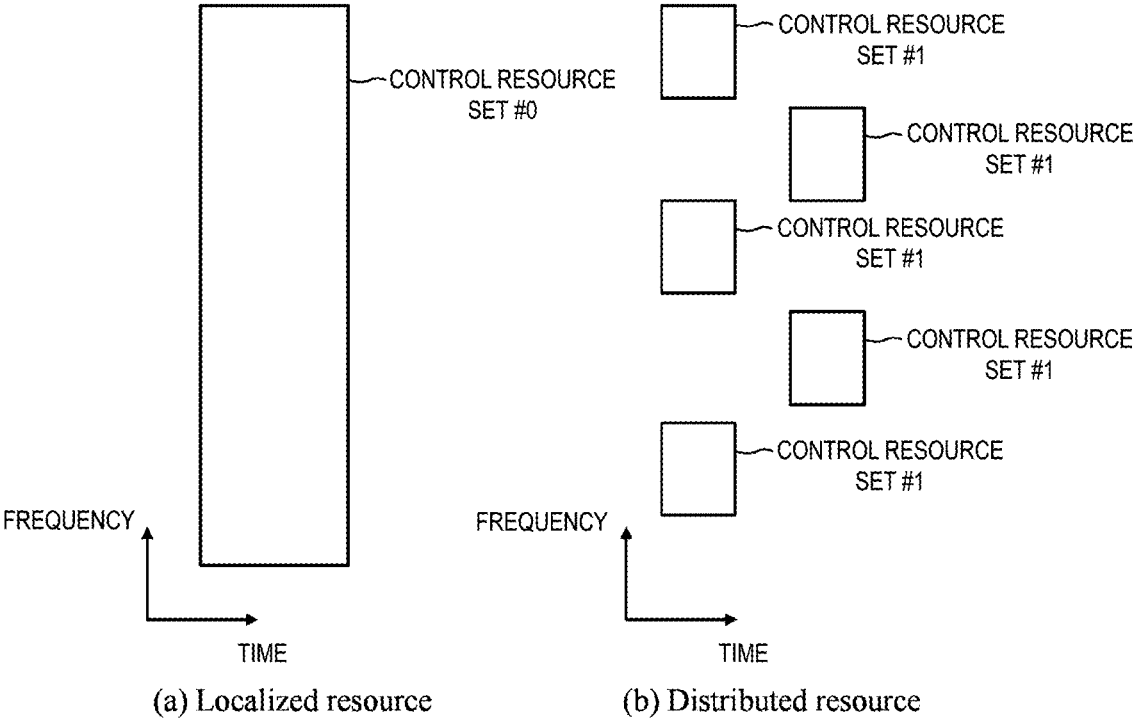 CONTROL RESOURCE
SET #0
FREQUENCY
TIME
(a) Localized resource
CONTROL RESOURCE
SET #1
CONTROL RESOURCE
SET #1
CONTROL RESOURCE
SET #1
CONTROL RESOURCE
SET #1
CONTROL RESOURCE
SET #1
FREQUENCY
TIME
(b) Distributed resource